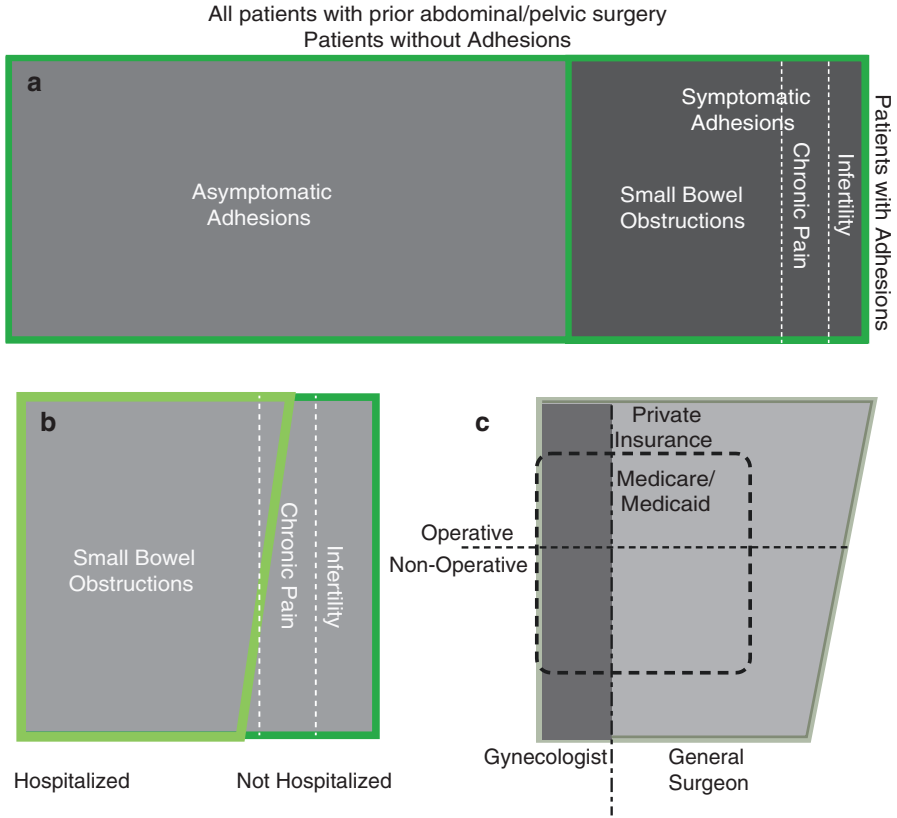 All patients with prior abdominal/pelvic surgery
Patients without Adhesions
a
Asymptomatic
Adhesions
Symptomatic
Adhesions
Small Bowel
Obstructions
Chronic Pain
Infertility
Patients with Adhesions
b
Small Bowel
Obstructions
Chronic Pain
Infertility
Hospitalized
Not Hospitalized
c
Private
Insurance
Medicare/
Medicaid
Operative
Non-Operative
Gynecologist
General
Surgeon